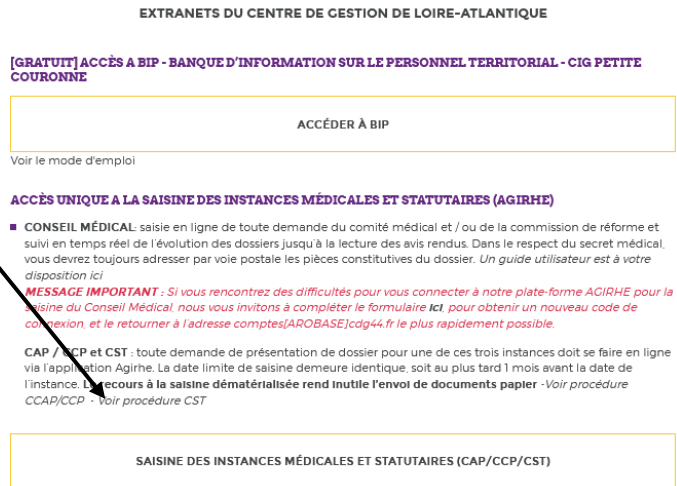 EXTRANETS DU CENTRE DE GESTION DE LOIRE-ATLANTIQUE
[GRATUIT] ACCÈS A BIP - BANQUE D'INFORMATION SUR LE PERSONNEL TERRITORIAL - CIG PETITE
COURONNE
ACCÉDER À BIP
Voir le mode d'emploi
ACCÈS UNIQUE A LA SAISINE DES INSTANCES MÉDICALES ET STATUTAIRES (AGIRHE)
CONSEIL MÉDICAL: saisie en ligne de toute demande du comité médical et / ou de la commission de réforme et
suivi en temps réel de l'évolution des dossiers jusqu'à la lecture des avis rendus. Dans le respect du secret médical,
vous devrez toujours adresser par voie postale les pièces constitutives du dossier. Un guide utilisateur est à votre
disposition ici
MESSAGE IMPORTANT : Si vous rencontrez des difficultés pour vous connecter à notre plate-forme AGIRHE pour la
saisine du Conseil Médical, nous vous invitons à compléter le formulaire ici, pour obtenir un nouveau code de
connexion, et le retourner à l'adresse comptes[AROBASE]cdg44.fr le plus rapidement possible.
CAP / CCP et CST : toute demande de présentation de dossier pour une de ces trois instances doit se faire en ligne
via l'application Agirhe. La date limite de saisine demeure identique, soit au plus tard 1 mois avant la date de
l'instance. Le recours à la saisine dématérialisée rend inutile l'envoi de documents papier -Voir procédure
CCAP/CCP - Voir procédure CST
SAISINE DES INSTANCES MÉDICALES ET STATUTAIRES (CAP/CCP/CST)